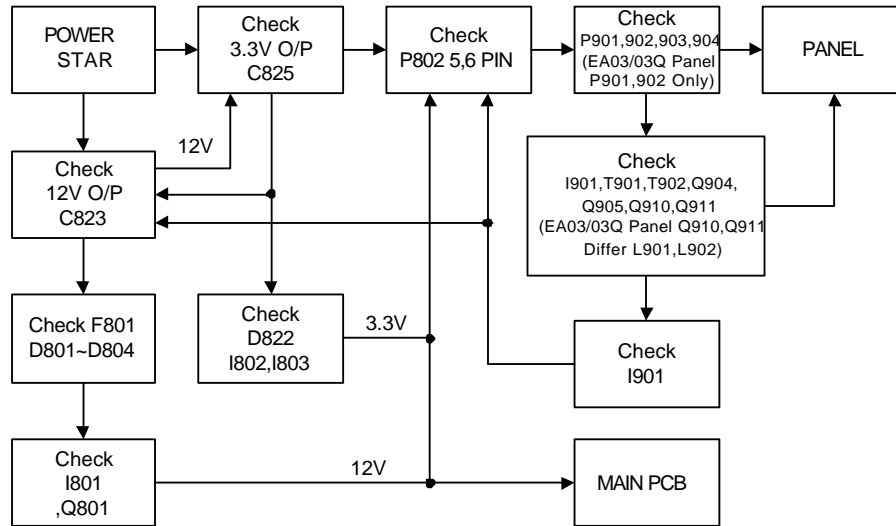 POWER
STAR
Check
3.3V O/P
C825
Check
P802 5,6 PIN
Check
P901,902,903,904
(EA03/03Q Panel
P901,902 Only)
PANEL
12V
Check
12V O/P
C823
Check
I901,T901,T902,Q904,
Q905,Q910,Q911
(EA03/03Q Panel Q910,Q911
Differ L901,L902)
Check F801
D801~D804
Check
D822
I802,I803
3.3V
Check
I901
Check
I801
,Q801
12V
MAIN PCB